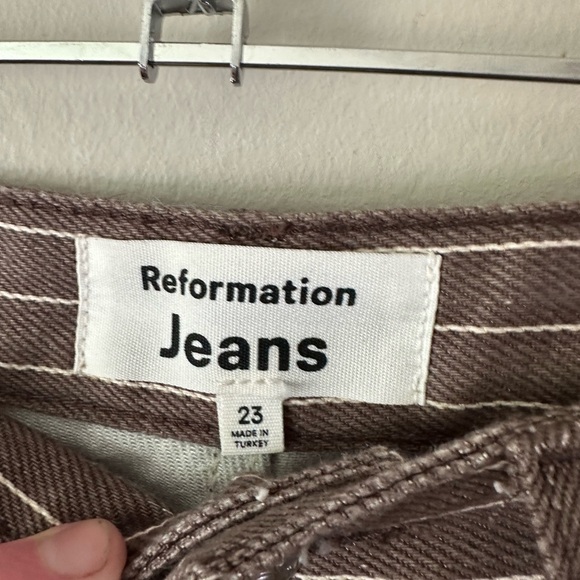 Reformation
Jeans
23
MADE IN
TURKEY